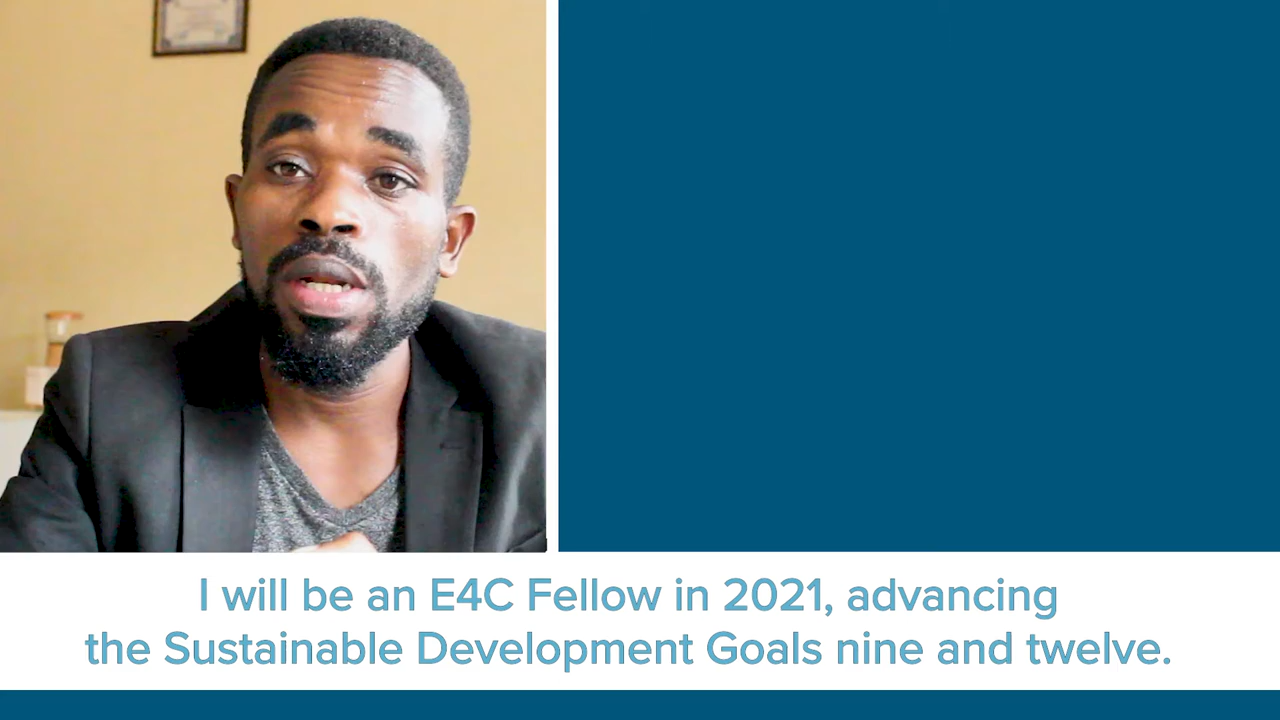 I will be an E4C Fellow in 2021, advancing
the Sustainable Development Goals nine and twelve.